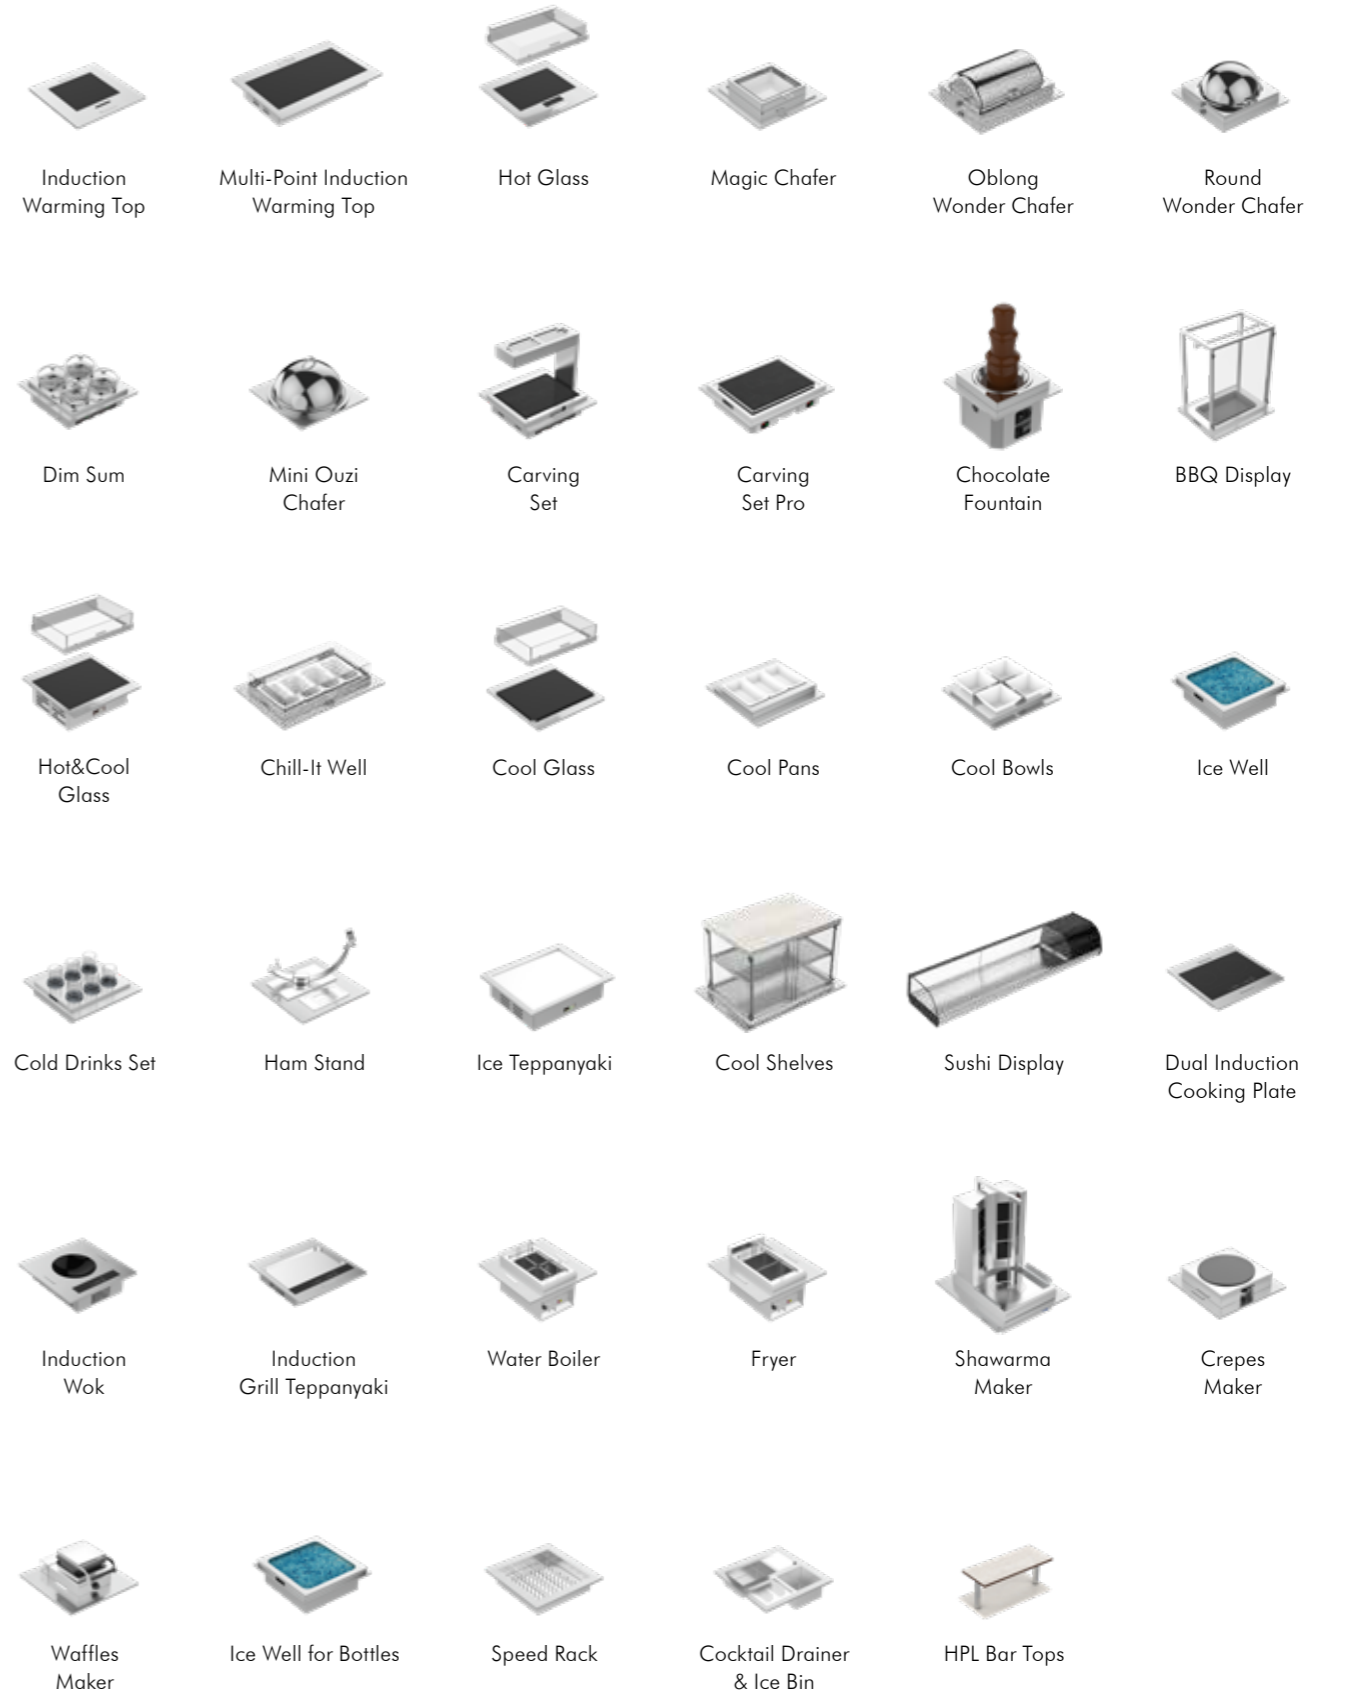 Induction
Warming Top
Multi-Point Induction
Warming Top
Hot Glass
Magic Chafer
Oblong
Wonder Chafer
Round
Wonder Chafer
Dim Sum
Mini Ouzi
Chafer
Carving
Set
Carving
Set Pro
Chocolate
Fountain
BBQ Display
Hot&Cool
Glass
Chill-It Well
Cool Glass
Cool Pans
Cool Bowls
Ice Well
Cold Drinks Set
Ham Stand
Ice Teppanyaki
Cool Shelves
Sushi Display
Dual Induction
Cooking Plate
Induction
Wok
Induction
Grill Teppanyaki
Water Boiler
Fryer
Shawarma
Maker
Crepes
Maker
Waffles
Maker
Ice Well for Bottles
Speed Rack
Cocktail Drainer
& Ice Bin
HPL Bar Tops